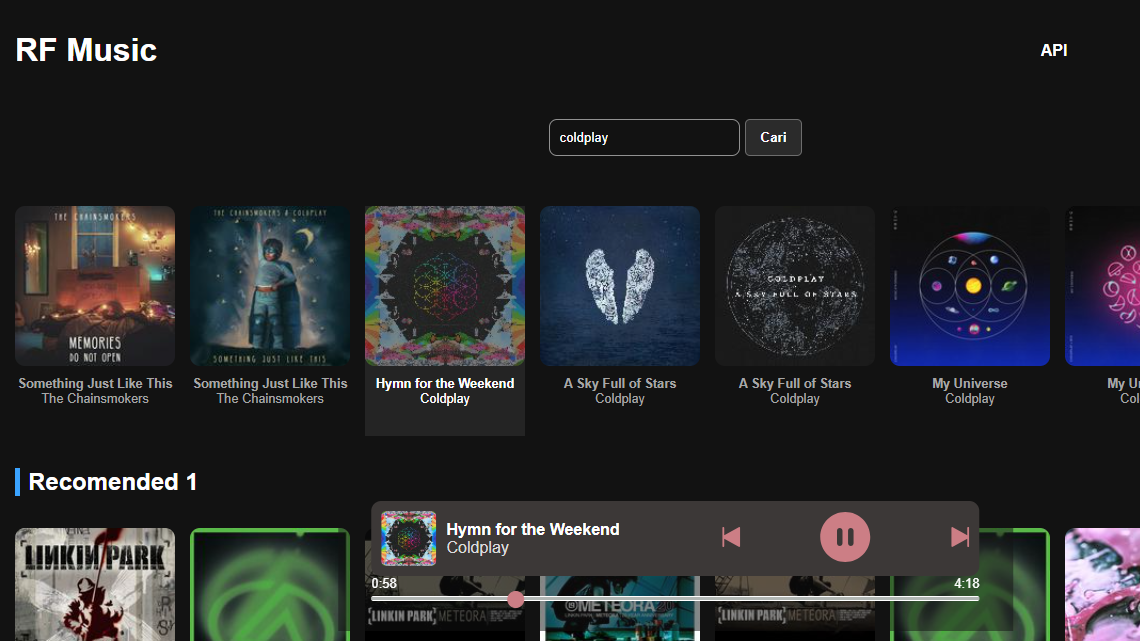 RF Music
API
coldplay
Cari
THE CHAINSMOKERS
MEMORIES
DO NOT OPEN
Something Just Like This
The Chainsmokers
THE CHAINSMOKERS & COLDPLAY
SOMETHING JUST LIKE THIS
Something Just Like This
The Chainsmokers
Hymn for the Weekend
Coldplay
A Sky Full of Stars
Coldplay
COLDPLAY
A SKY FULL OF STARS
A Sky Full of Stars
Coldplay
My Universe
Coldplay
My U
Col
Recomended 1
Hymn for the Weekend
Coldplay
0:58
4:18
LINKIN PARK
LINKIN PARK METEORA
METEORA
LINKIN PARK METEORA